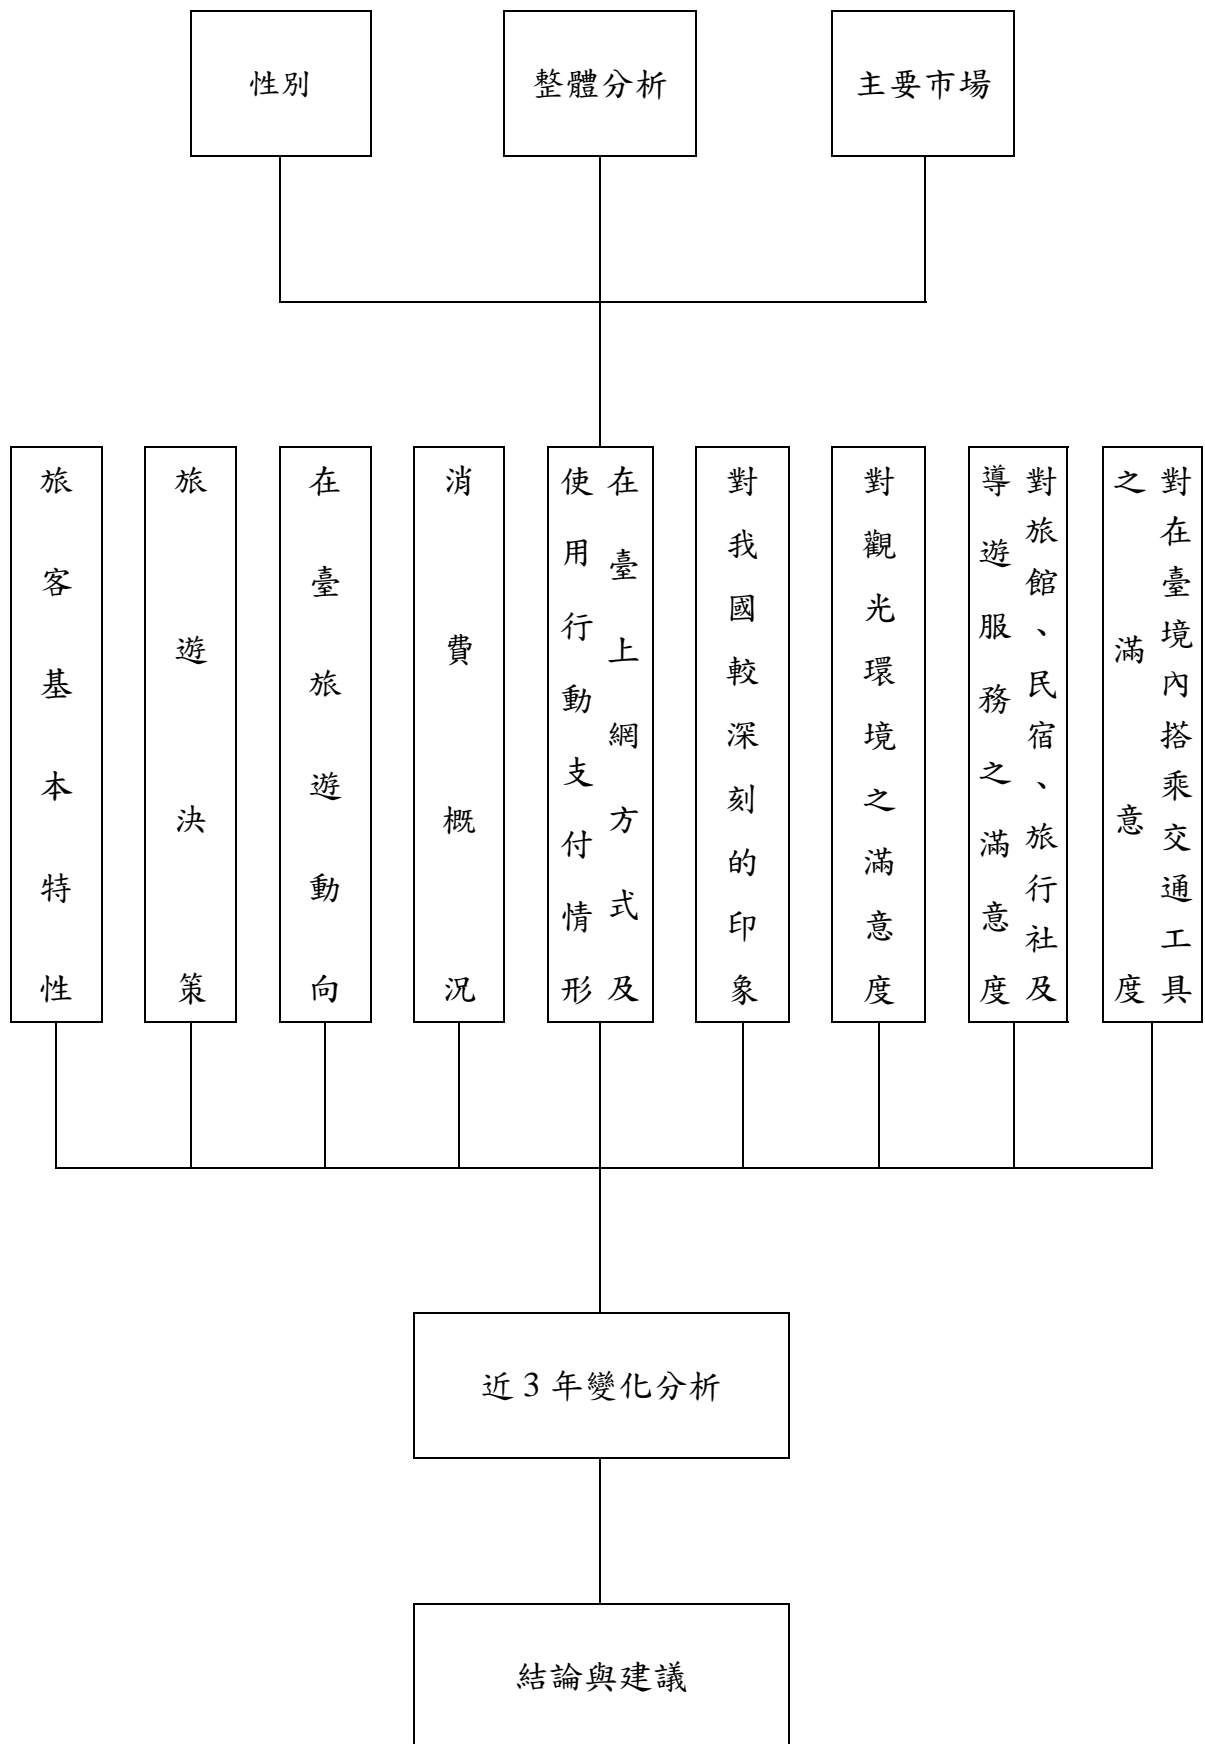 性別
整體分析
主要市場
旅客基本特性
旅遊決策
在臺旅遊動向
消費概況
在臺上網方式及
使用行動支付情形
對我國較深刻的印象
對觀光環境之滿意度
對旅館、民宿、旅行社及
導遊服務之滿意度
對在臺境內搭乘交通工具
之滿意度
近3年變化分析
結論與建議